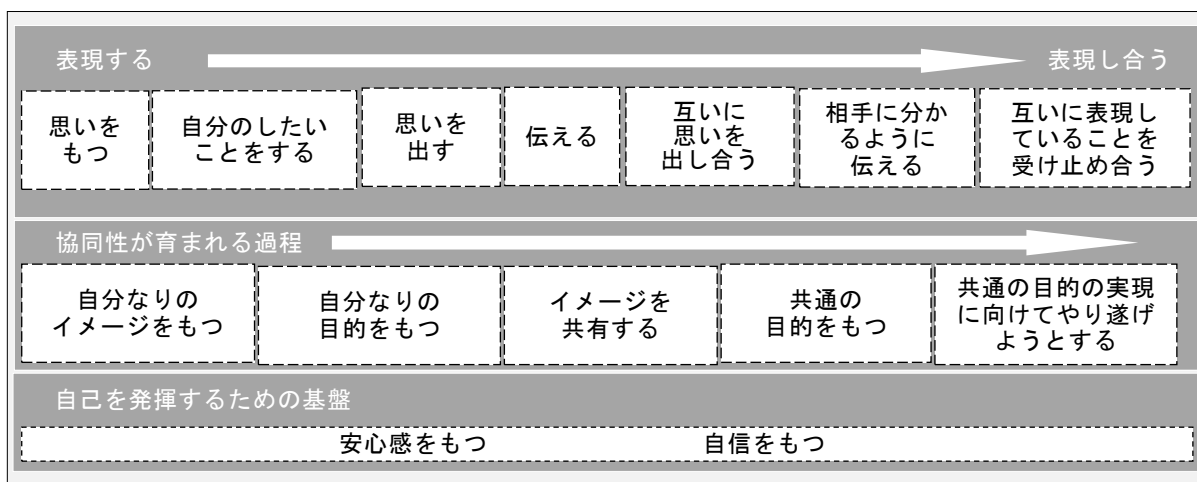 表現する
表現し合う
思いを
もつ
自分のしたい
ことをする
思いを
出す
伝える
互いに
思いを
出し合う
相手に分か
るように
伝える
互いに表現し
ていることを
受け止め合う
協同性が育まれる過程
自分なりの
イメージをもつ
自分なりの
目的をもつ
イメージを
共有する
共通の
目的をもつ
共通の目的の実現
に向けてやり遂げ
ようとする
自己を発揮するための基盤
安心感をもつ
自信をもつ